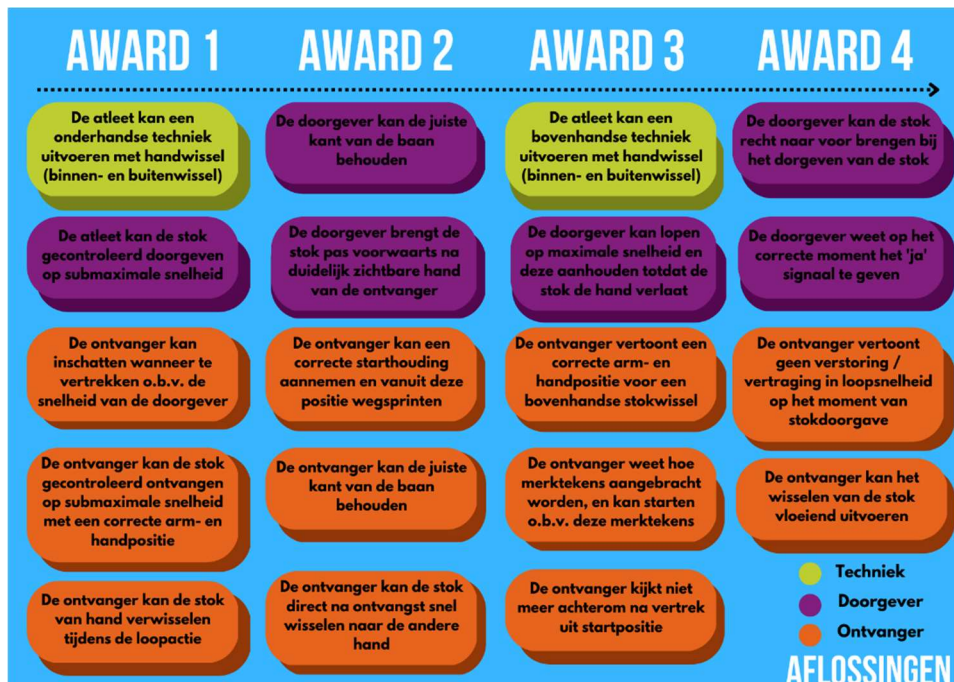 AWARD 1
AWARD 2
AWARD 3
AWARD 4
De atleet kan een
onderhandse techniek
uitvoeren met handwissel
(binnen- en buitenwissel)
De atleet kan de stok
gecontroleerd doorgeven
op submaximale snelheid
De ontvanger kan
inschatten wanneer te
vertrekken o.b.v. de
snelheid van de doorgever
De ontvanger kan de stok
gecontroleerd ontvangen
op submaximale snelheid
met een correcte arm- en
handpositie
De ontvanger kan de stok
van hand verwisselen
tijdens de loopactie
De doorgever kan de juiste
kant van de baan
behouden
De doorgever brengt de
stok pas voorwaarts na
duidelijk zichtbare hand
van de ontvanger
De ontvanger kan een
correcte starthouding
aannemen en vanuit deze
positie wegsprinten
De ontvanger kan de juiste
kant van de baan
behouden
De ontvanger kan de stok
direct na ontvangst snel
wisselen naar de andere
hand
De atleet kan een
bovenhandse techniek
uitvoeren met handwissel
(binnen- en buitenwissel)
De doorgever kan lopen
op maximale snelheid en
deze aanhouden totdat de
stok de hand verlaat
De ontvanger vertoont een
correcte arm- en
handpositie voor een
bovenhandse stokwissel
De ontvanger weet hoe
merktekens aangebracht
worden, en kan starten
o.b.v. deze merktekens
De ontvanger kijkt niet
meer achterom na vertrek
uit startpositie
De doorgever kan de stok
recht naar voor brengen bij
het dorgeven van de stok
De doorgever weet op het
correcte moment het 'ja'
signaal te geven
De ontvanger vertoont
geen verstoring /
vertraging in loopsnelheid
op het moment van
stokdoorgave
De ontvanger kan het
wisselen van de stok
vloeiend uitvoeren
Techniek
Doorgever
Ontvanger
AFLOSSINGEN